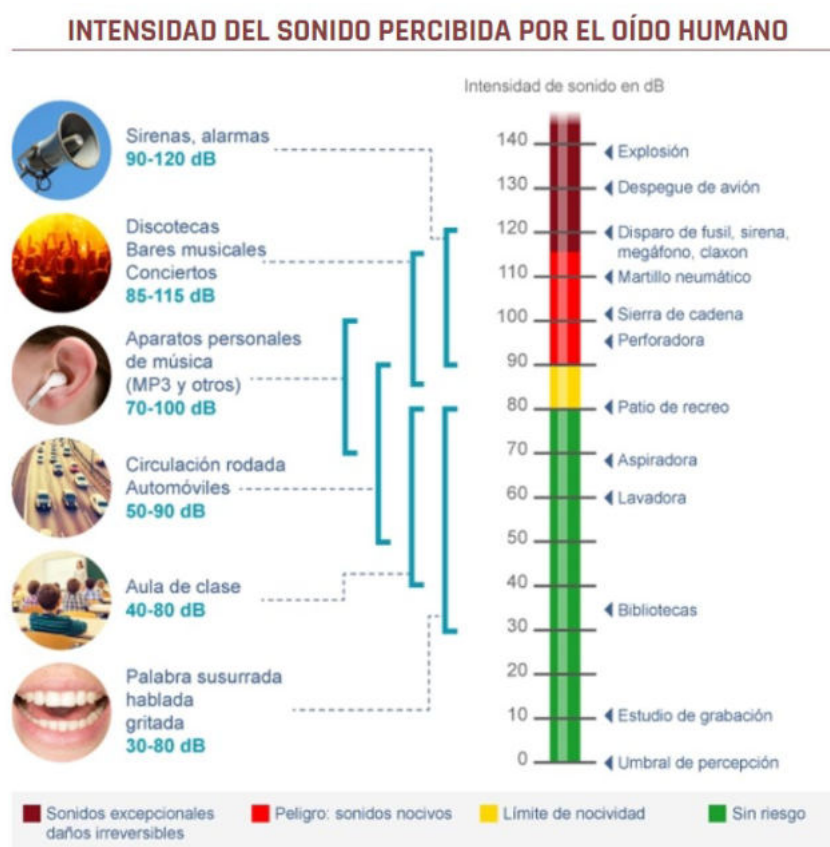 INTENSIDAD DEL SONIDO PERCIBIDA POR EL OÍDO HUMANO
Intensidad de sonido en dB
Sirenas, alarmas
90-120 dB
Discotecas
Bares musicales
Conciertos
85-115 dB
Aparatos personales
de música
(MP3 y otros)
70-100 dB
Circulación rodada
Automóviles
50-90 dB
Aula de clase
40-80 dB
Palabra susurrada
hablada
gritada
30-80 dB
140
130
120
110
100
90
80
70
60
50
40
30
20
10
0
Explosión
Despegue de avión
Disparo de fusil, sirena,
megáfono, claxon
Martillo neumático
Sierra de cadena
Perforadora
Patio de recreo
Aspiradora
Lavadora
Bibliotecas
Estudio de grabación
Umbral de percepción
Sonidos excepcionales
daños irreversibles
Peligro: sonidos nocivos
Límite de nocividad
Sin riesgo